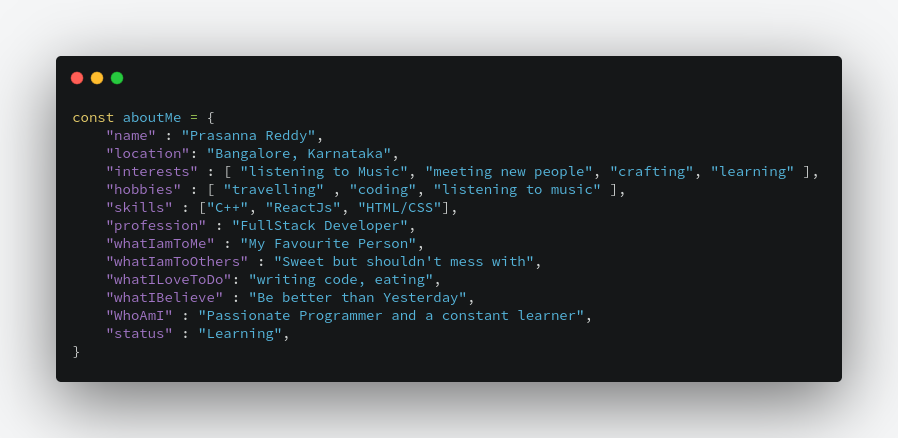 const aboutMe = {
    "name" : "Prasanna Reddy",
    "location": "Bangalore, Karnataka",
    "interests" : [ "listening to Music", "meeting new people", "crafting", "learning" ],
    "hobbies" : [ "travelling" , "coding", "listening to music" ],
    "skills" : ["C++", "ReactJs", "HTML/CSS"],
    "profession" : "FullStack Developer",
    "whatIamToMe" : "My Favourite Person",
    "whatIamToOthers" : "Sweet but shouldn't mess with",
    "whatILoveToDo": "writing code, eating",
    "whatIBelieve" : "Be better than Yesterday",
    "WhoAmI" : "Passionate Programmer and a constant learner",
    "status" : "Learning",
}